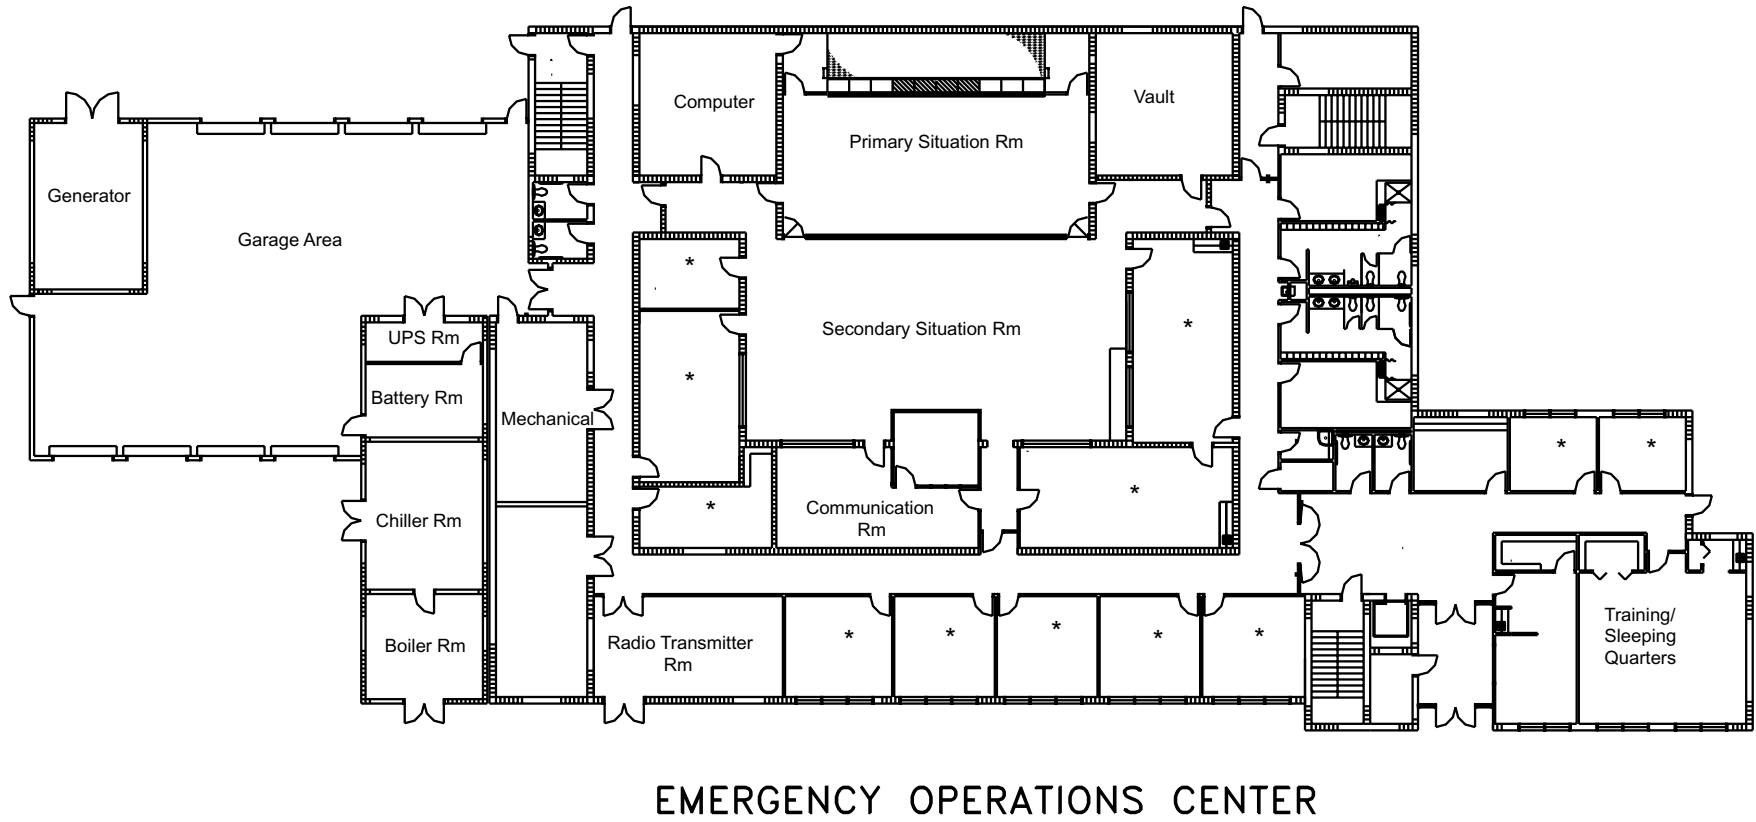 Computer
Vault
Primary Situation Rm
Generator
Garage Area
*
Secondary Situation Rm
*
UPS Rm
*
Battery Rm
Mechanical
*
*
*
*
Communication
Rm
Chiller Rm
Training/
Sleeping
Quarters
Boiler Rm
Radio Transmitter
Rm
*
*
*
*
*
EMERGENCY OPERATIONS CENTER